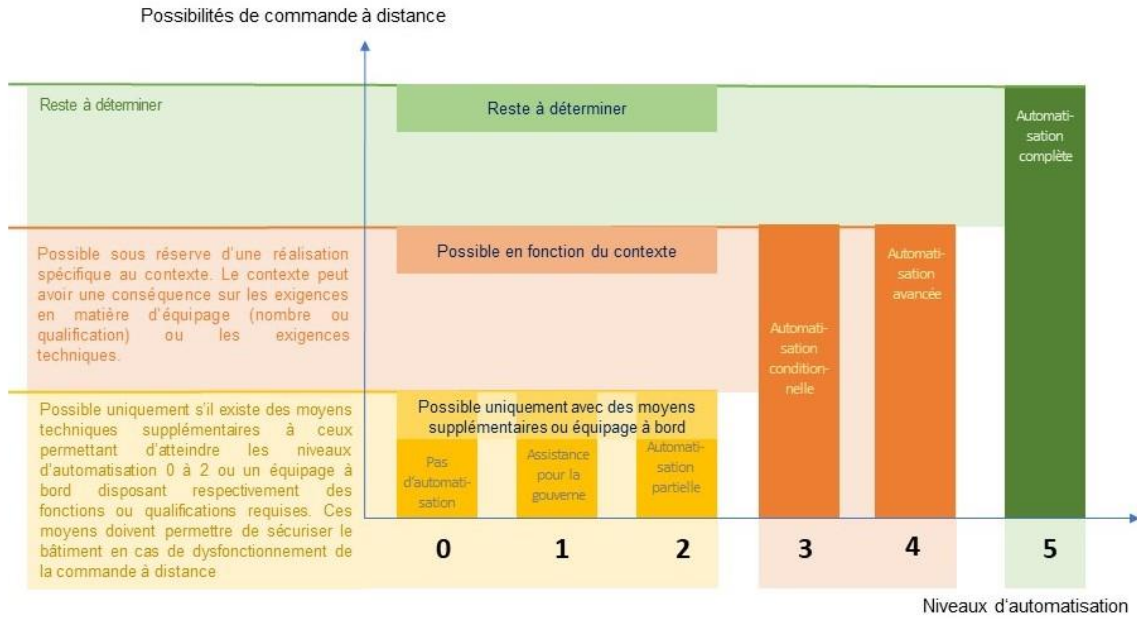 Possibilités de commande à distance
Reste à déterminer
Reste à déterminer
Automati-
sation
complète
Possible sous réserve d'une réalisation
spécifique au contexte. Le contexte peut
avoir une conséquence sur les exigences
en matière d'équipage (nombre ou
qualification) ou les exigences
techniques.
Possible en fonction du contexte
Automati-
sation
condition-
nelle
Automati-
sation
avancée
Possible uniquement s'il existe des moyens
techniques supplémentaires à ceux
permettant d'atteindre les niveaux
d'automatisation 0 à 2 ou un équipage à
bord disposant respectivement des
fonctions ou qualifications requises. Ces
moyens doivent permettre de sécuriser le
bâtiment en cas de dysfonctionnement de
la commande à distance
Possible uniquement avec des moyens
supplémentaires ou équipage à bord
Pas
d'automati-
sation
Assistance
pour la
gouverne
Automati-
sation
partielle
0 1 2 3 4 5
Niveaux d'automatisation